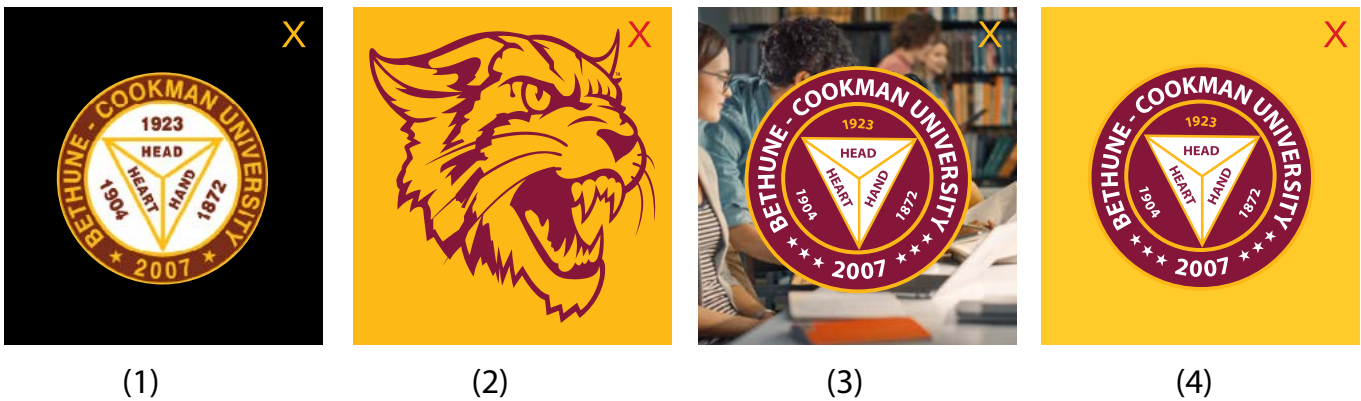 X
BETHUNE - COOKMAN UNIVERSITY
1923
HEAD
HEART
HAND
1904
1872
★ 2007 ★
X
™
X
BETHUNE - COOKMAN UNIVERSITY
1923
HEAD
HEART
HAND
1904
1872
★★★★ 2007 ★★★★
X
BETHUNE - COOKMAN UNIVERSITY
1923
HEAD
HEART
HAND
1904
1872
★★★★ 2007 ★★★★
(1)
(2)
(3)
(4)